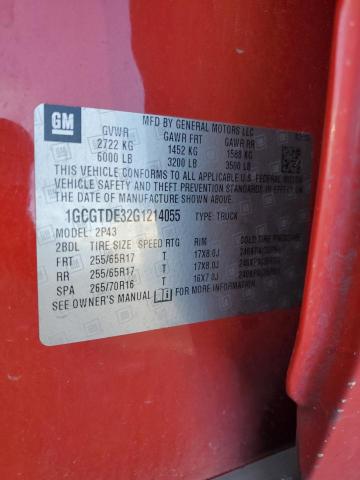 GM
MFD BY GENERAL MOTORS LLC
GVWR GAWR FRT GAWR RR
2722 KG 1452 KG 1588 KG
6000 LB 3200 LB 3500 LB
THIS VEHICLE CONFORMS TO ALL APPLICABLE
U.S. FEDERAL MOTOR VEHICLE SAFETY, BUMPER,
AND THEFT PREVENTION STANDARDS IN EFFECT ON
THE DATE OF MANUFACTURE SHOWN ABOVE.
1GCGTDE32G1214055 TYPE: TRUCK
MODEL: 2P43
2BDL TIRE SIZE SPEED RTG RIM COLD TIRE PRESSURE
FRT 255/65R17 T 17X8.0J
RR 255/65R17 T 17X8.0J
SPA 265/70R16 T 16X7.0J
SEE OWNER'S MANUAL FOR MORE INFORMATION